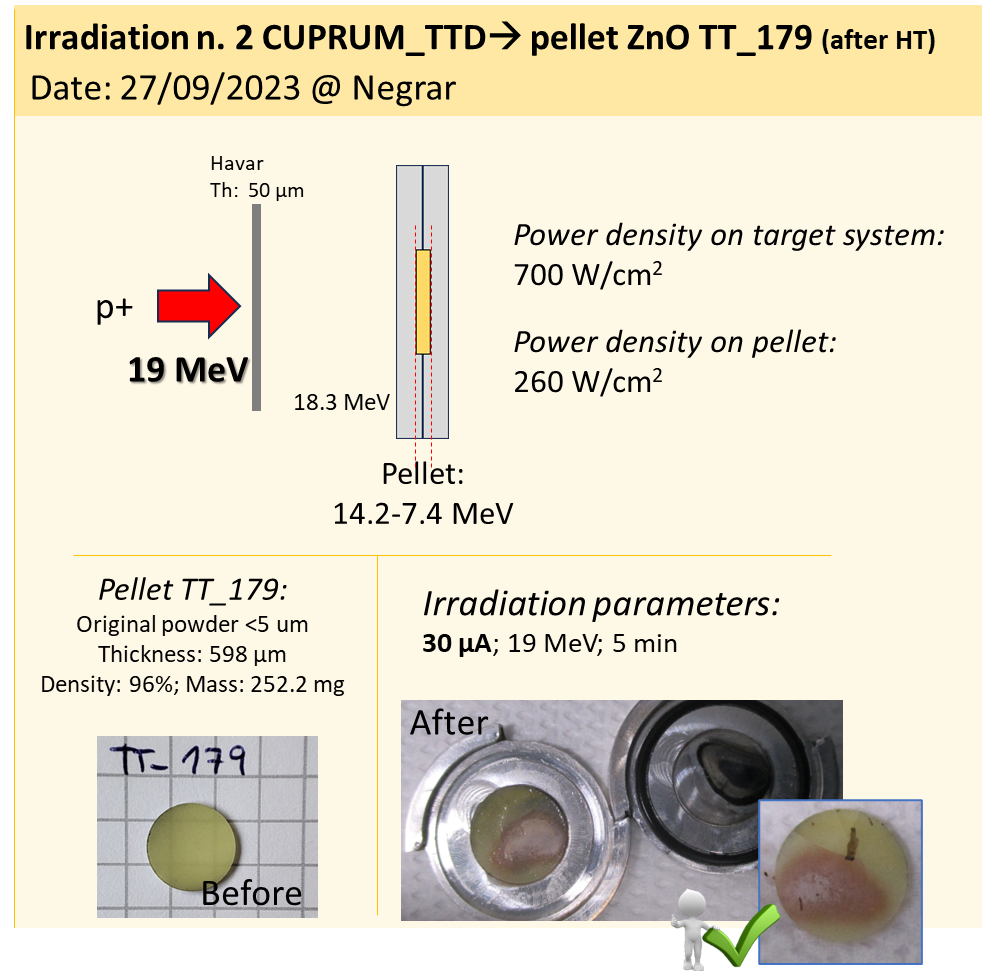 Irradiation n. 2 CUPRUM_TTD→ pellet ZnO TT_179 (after HT)
Date: 27/09/2023 @ Negrar
Havar
Th: 50 µm
p+
19 MeV
18.3 MeV
Pellet:
14.2-7.4 MeV
Power density on target system:
700 W/cm²
Power density on pellet:
260 W/cm²
Pellet TT_179:
Original powder <5 um
Thickness: 598 µm
Density: 96%; Mass: 252.2 mg
TT- 179
Before
Irradiation parameters:
30 µA; 19 MeV; 5 min
After